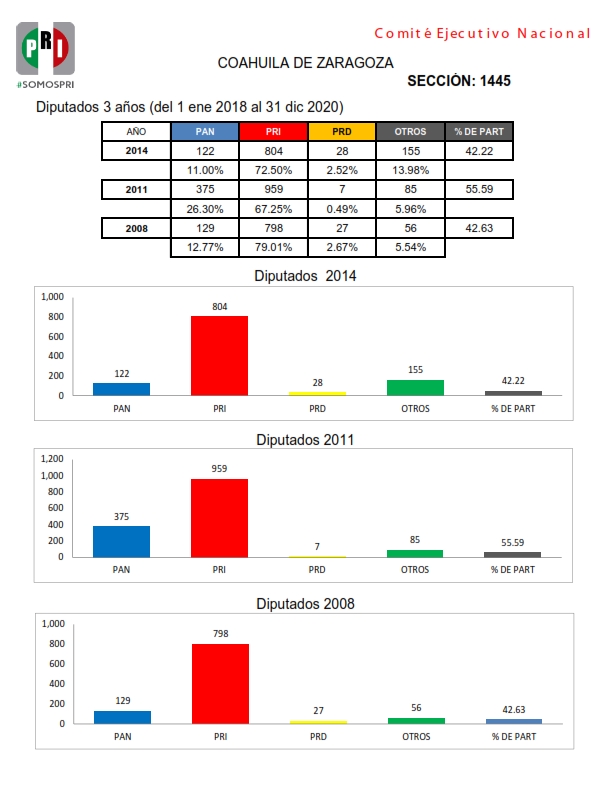 Comité Ejecutivo Nacional
PRI
#SOMOSPRI
COAHUILA DE ZARAGOZA
SECCIÓN: 1445
Diputados 3 años (del 1 ene 2018 al 31 dic 2020)
AÑO PAN PRI PRD OTROS % DE PART
2014 122 804 28 155 42.22
11.00% 72.50% 2.52% 13.98%
2011 375 959 7 85 55.59
26.30% 67.25% 0.49% 5.96%
2008 129 798 27 56 42.63
12.77% 79.01% 2.67% 5.54%
Diputados 2014
1,000
800
600
400
200
0
122 804 28 155 42.22
PAN PRI PRD OTROS % DE PART
Diputados 2011
1,200
1,000
800
600
400
200
0
375 959 7 85 55.59
PAN PRI PRD OTROS % DE PART
Diputados 2008
1,000
800
600
400
200
0
129 798 27 56 42.63
PAN PRI PRD OTROS % DE PART